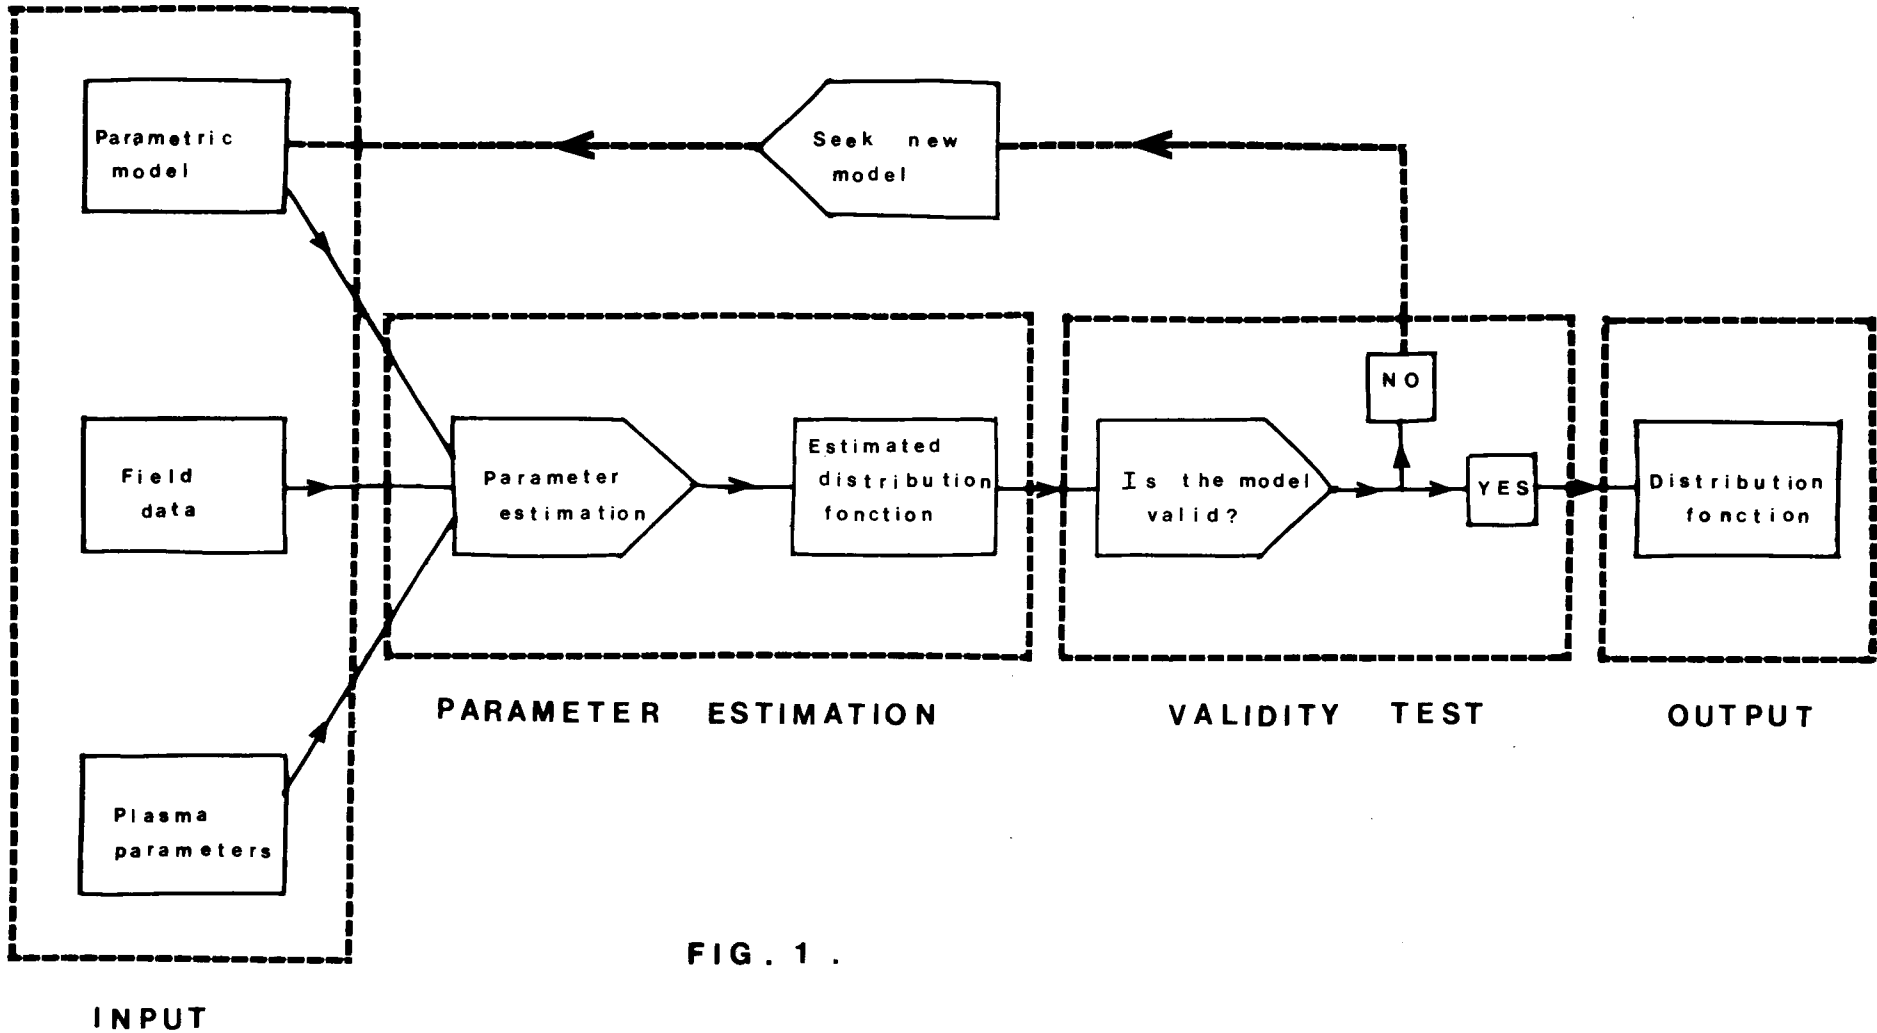 Parametric
model
Seek new
model
NO
Field
data
Parameter
estimation
Estimated
distribution
fonction
Is the model
valid?
YES
Distribution
fonction
PARAMETER ESTIMATION
VALIDITY TEST
OUTPUT
Plasma
parameters
FIG. 1 .
INPUT